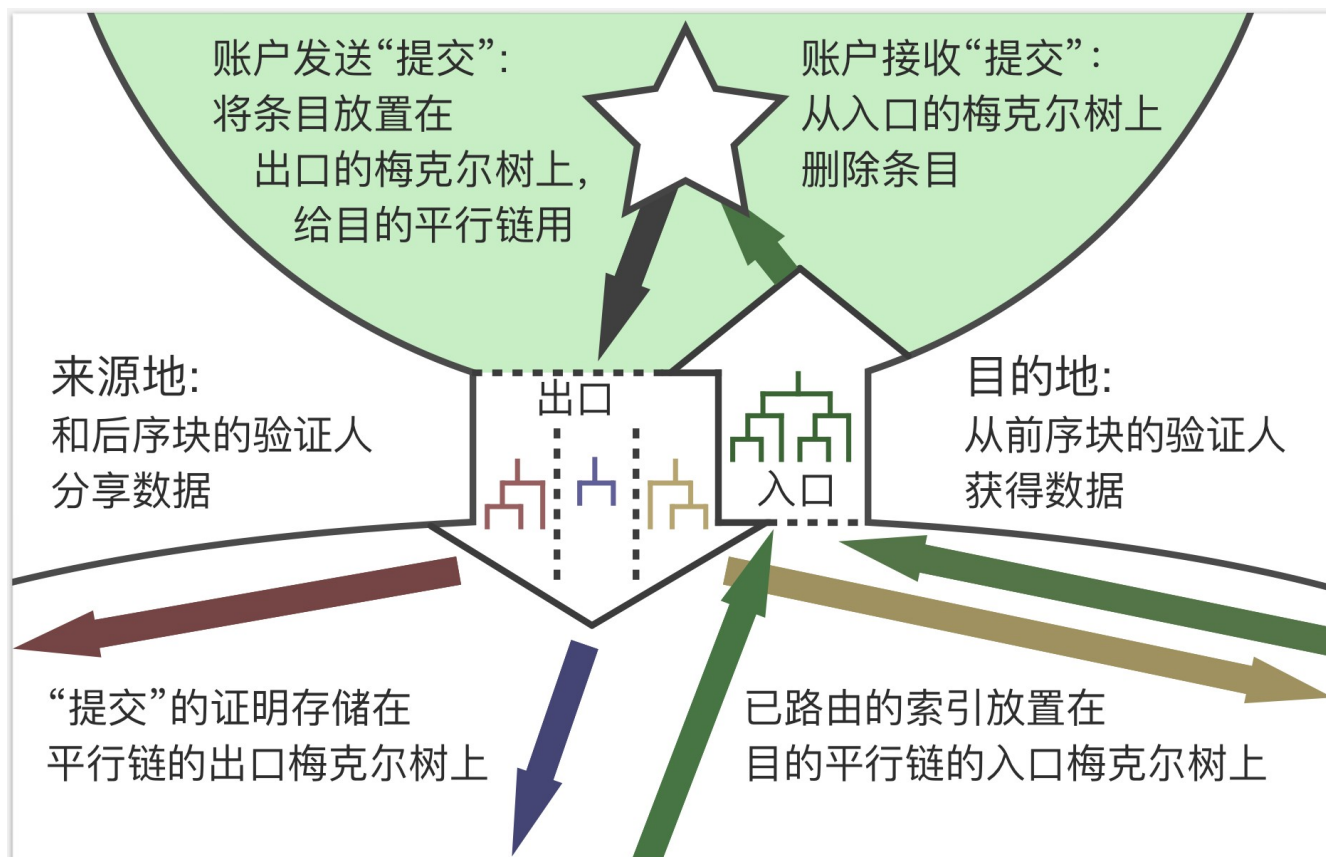 账户发送“提交”：
将条目放置在
出口的梅克尔树上，
给目的平行链用
账户接收“提交”：
从入口的梅克尔树上
删除条目
来源地:
和后序块的验证人
分享数据
出口
入口
目的地:
从前序块的验证人
获得数据
“提交”的证明存储在
平行链的出口梅克尔树上
已路由的索引放置在
目的平行链的入口梅克尔树上